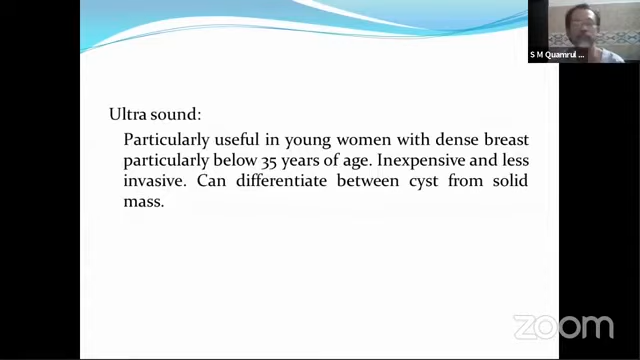 S M Quamrul ...
Ultra sound:
Particularly useful in young women with dense breast
particularly below 35 years of age. Inexpensive and less
invasive. Can differentiate between cyst from solid
mass.
zoom